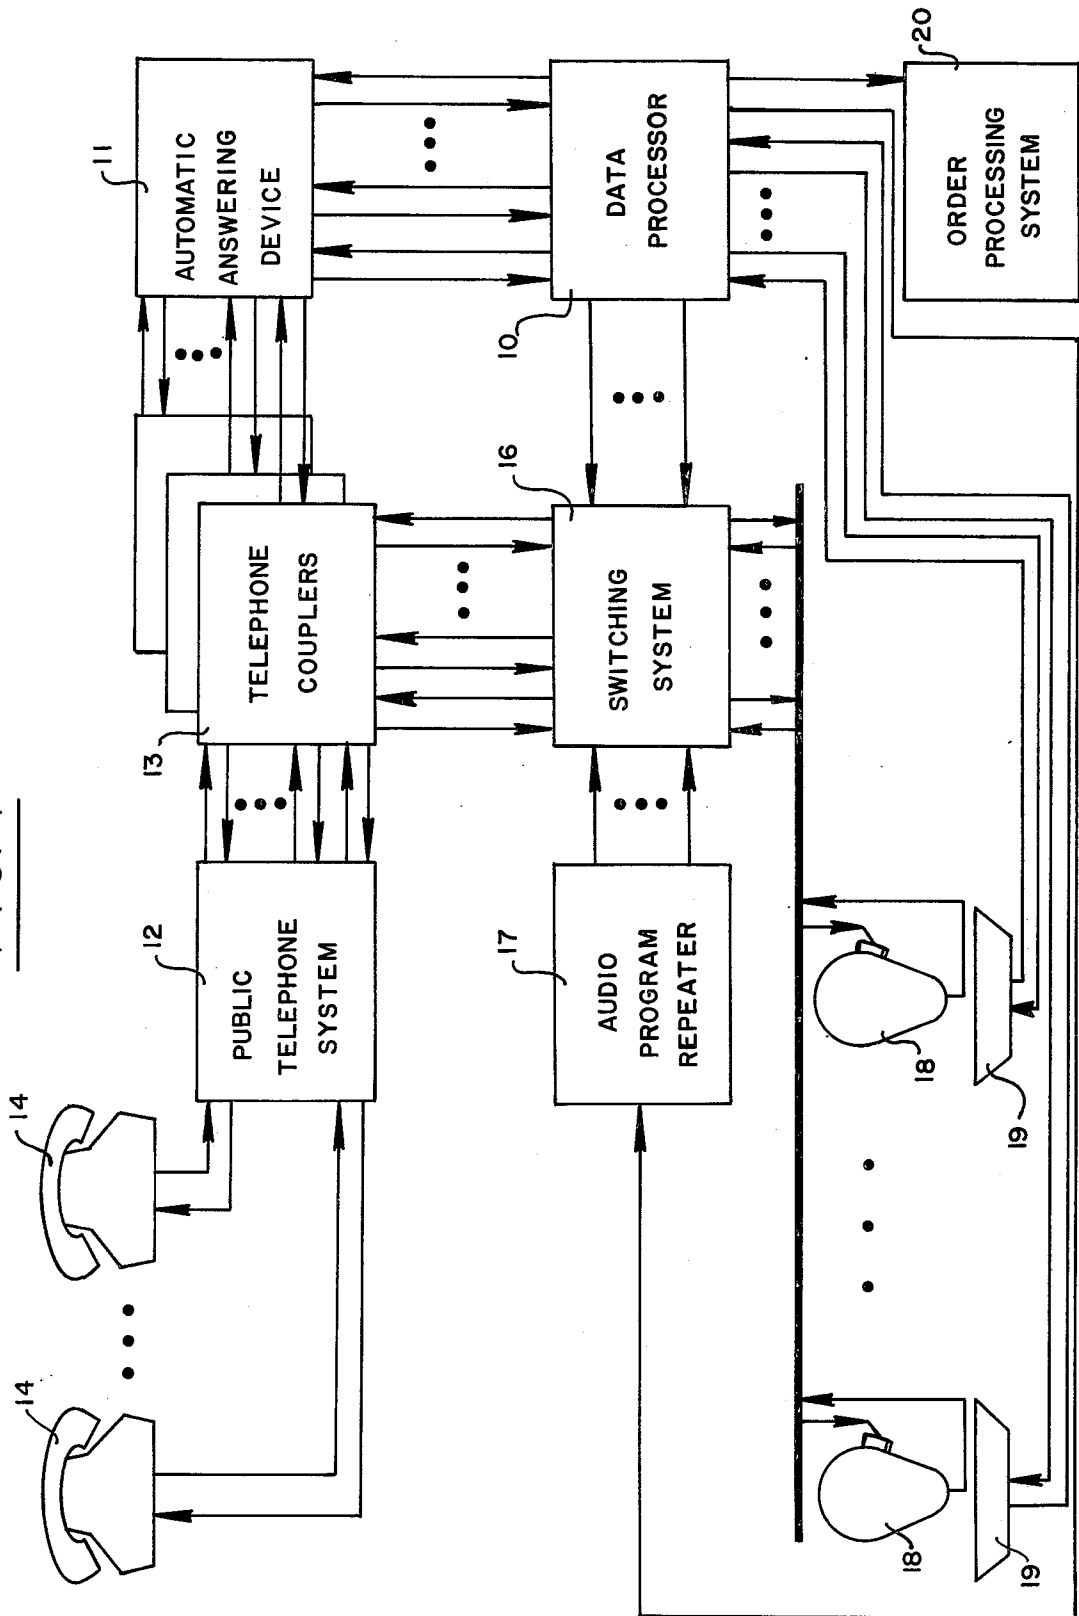 14
14
12
PUBLIC
TELEPHONE
SYSTEM
13
TELEPHONE
COUPLERS
11
AUTOMATIC
ANSWERING
DEVICE
17
AUDIO
PROGRAM
REPEATER
16
SWITCHING
SYSTEM
10
DATA
PROCESSOR
18
19
18
19
20
ORDER
PROCESSING
SYSTEM